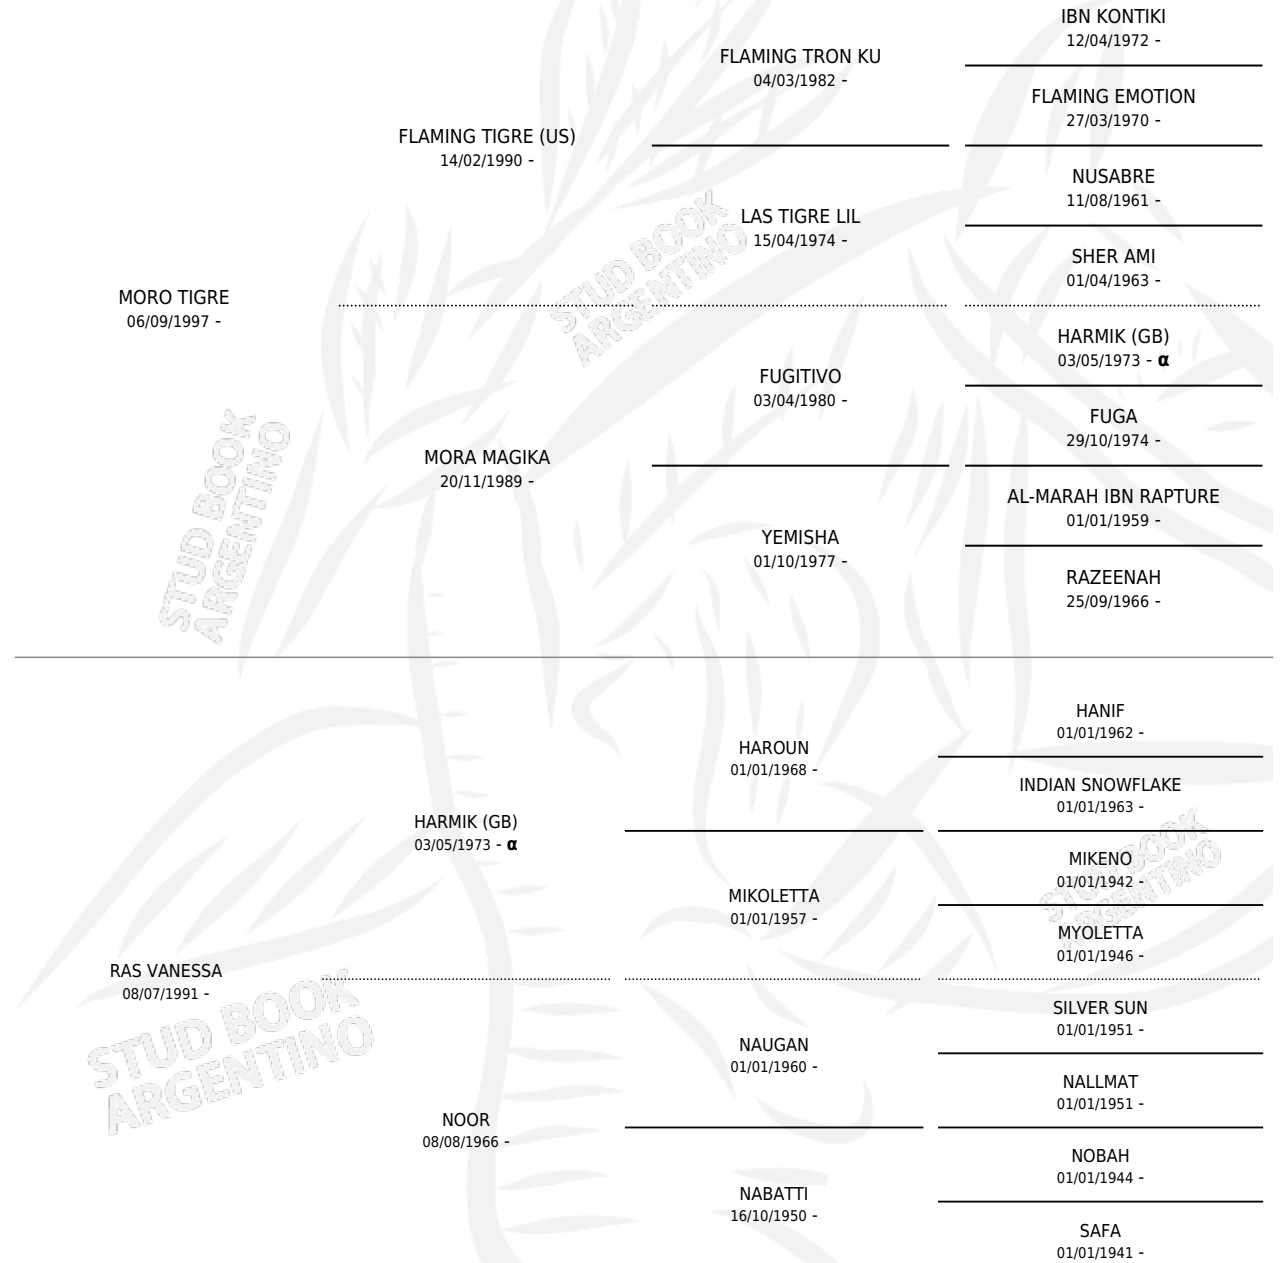 IBN KONTIKI
12/04/1972 -
FLAMING TRON KU
04/03/1982 -
FLAMING EMOTION
27/03/1970 -
FLAMING TIGRE (US)
14/02/1990 -
NUSABRE
11/08/1961 -
LAS TIGRE LIL
15/04/1974 -
SHER AMI
01/04/1963 -
STUD BOOK
ARGENTINO
MORO TIGRE
06/09/1997 -
HARMIK (GB)
03/05/1973 - α
FUGITIVO
03/04/1980 -
FUGA
29/10/1974 -
MORA MAGIKA
20/11/1989 -
AL-MARAH IBN RAPTURE
01/01/1959 -
YEMISHA
01/10/1977 -
RAZEENAH
25/09/1966 -
STUD BOOK
ARGENTINO
HANIF
01/01/1962 -
HAROUN
01/01/1968 -
INDIAN SNOWFLAKE
01/01/1963 -
HARMIK (GB)
03/05/1973 - α
MIKENO
01/01/1942 -
MIKOLETTA
01/01/1957 -
MYOLETTA
01/01/1946 -
STUD BOOK
ARGENTINO
RAS VANESSA
08/07/1991 -
SILVER SUN
01/01/1951 -
NAUGAN
01/01/1960 -
NALLMAT
01/01/1951 -
STUD BOOK
ARGENTINO
NOOR
08/08/1966 -
NOBAH
01/01/1944 -
NABATTI
16/10/1950 -
SAFA
01/01/1941 -